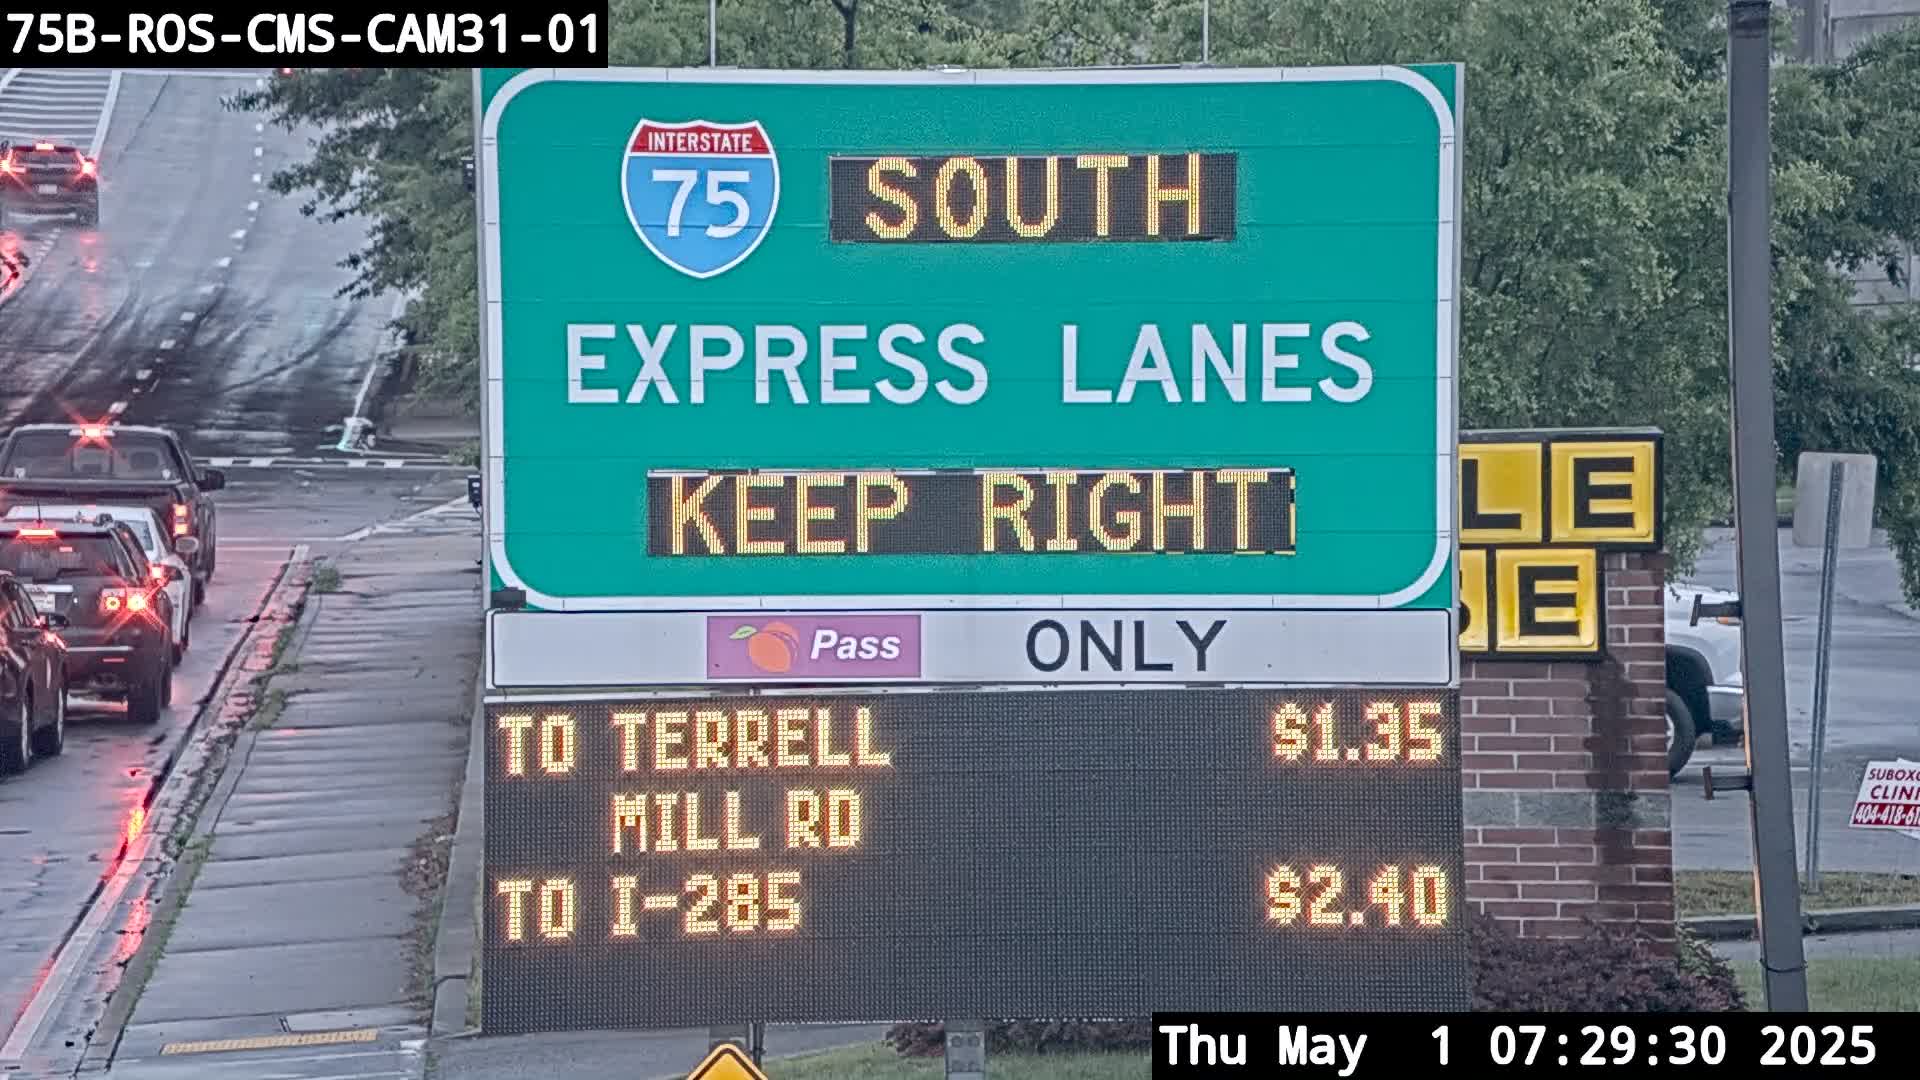 75B-ROS-CMS-CAM31-01
INTERSTATE
75
SOUTH
EXPRESS LANES
KEEP RIGHT
Pass ONLY
TO TERRELL $1.35
MILL RD
TO I-285 $2.40
LE
E
Thu May 1 07:29:30 2025